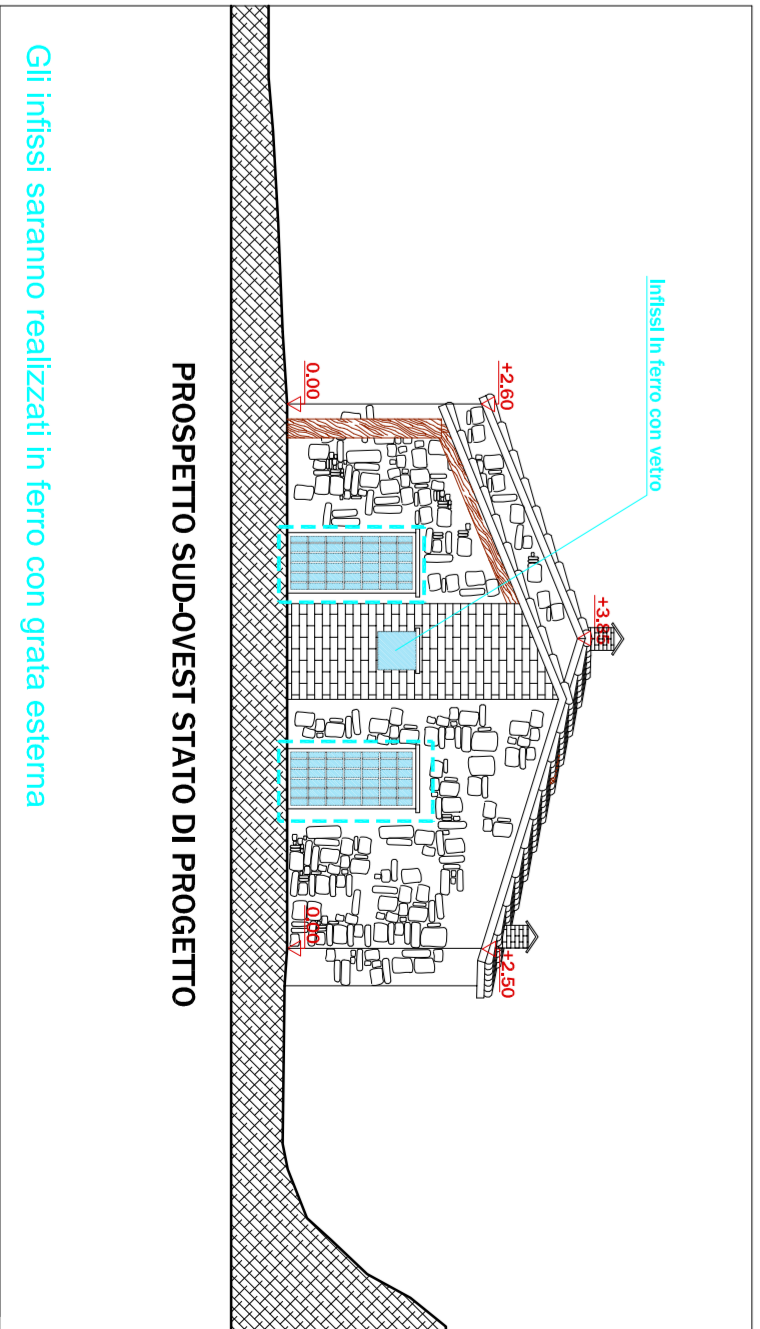 Infissi in ferro con vetro
+3.85
+2.60
+2.50
0.00
0.00
PROSPETTO SUD-OVEST STATO DI PROGETTO
Gli infissi saranno realizzati in ferro con grata esterna